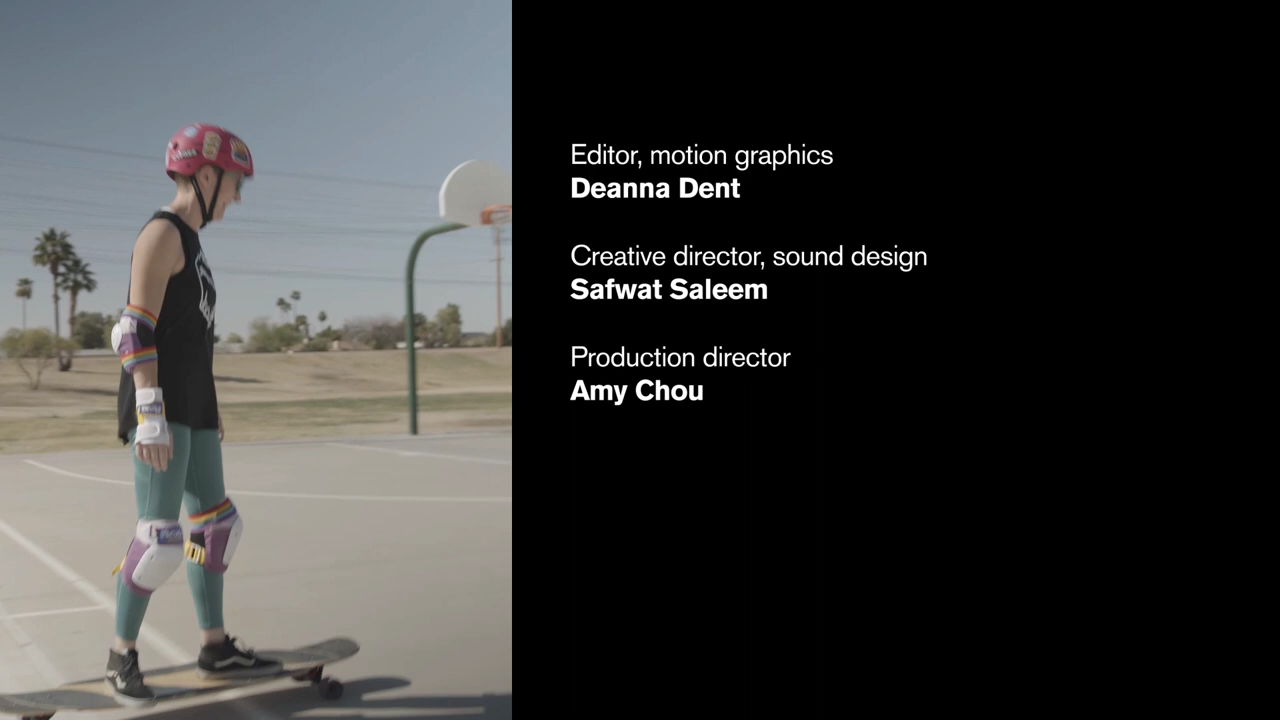 Editor, motion graphics
Deanna Dent
Creative director, sound design
Safwat Saleem
Production director
Amy Chou